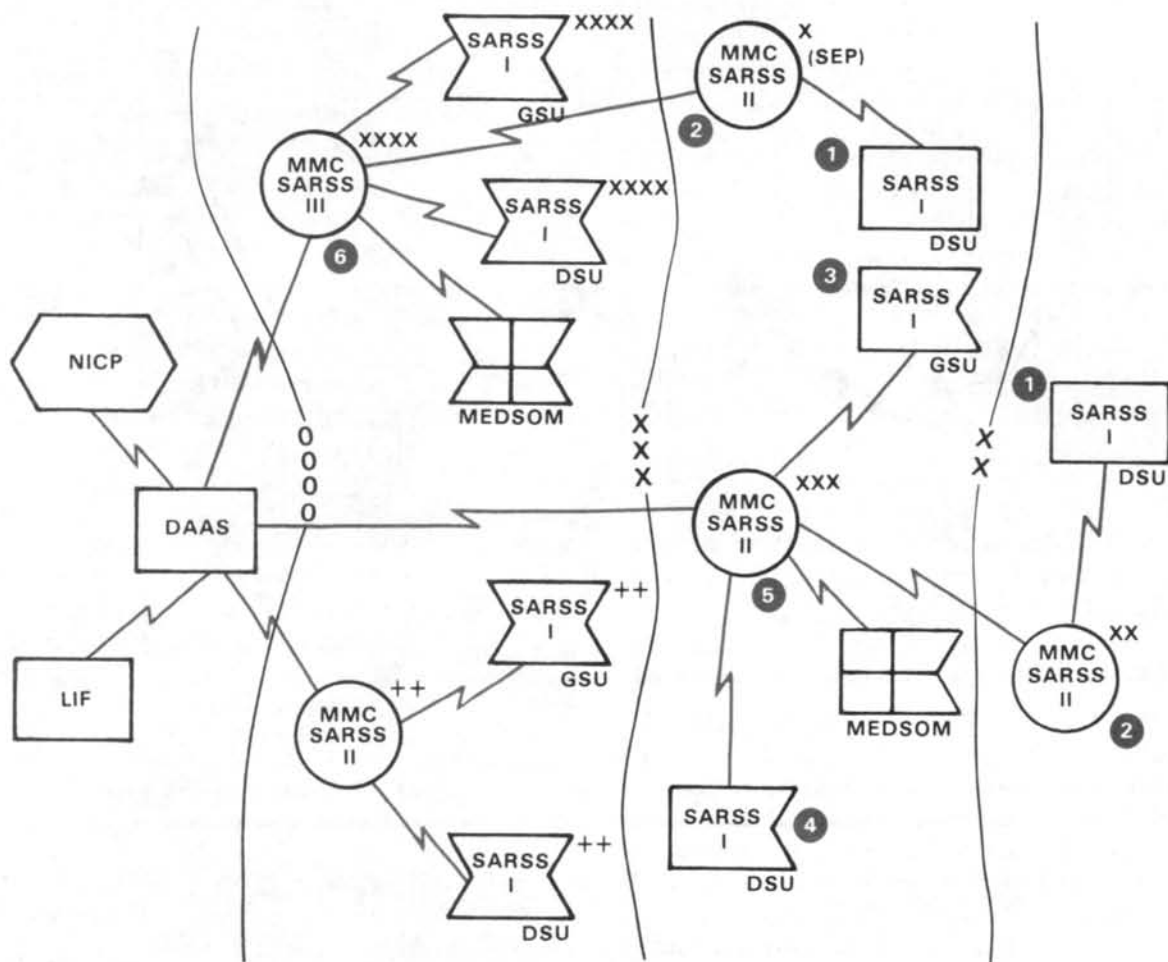 SARSS
I
XXXX
GSU
MMC
SARSS
II
X
(SEP)
2
1
SARSS
I
DSU
MMC
SARSS
III
XXXX
6
SARSS
I
XXXX
DSU
3
SARSS
I
GSU
MEDSOM
NICP
DAAS
LIF
0
0
0
0
X
X
X
X
X
1
SARSS
I
DSU
MMC
SARSS
II
XXX
5
SARSS
I
++
GSU
MMC
SARSS
II
++
MEDSOM
MMC
SARSS
II
XX
2
SARSS
I
4
DSU
SARSS
I
++
DSU